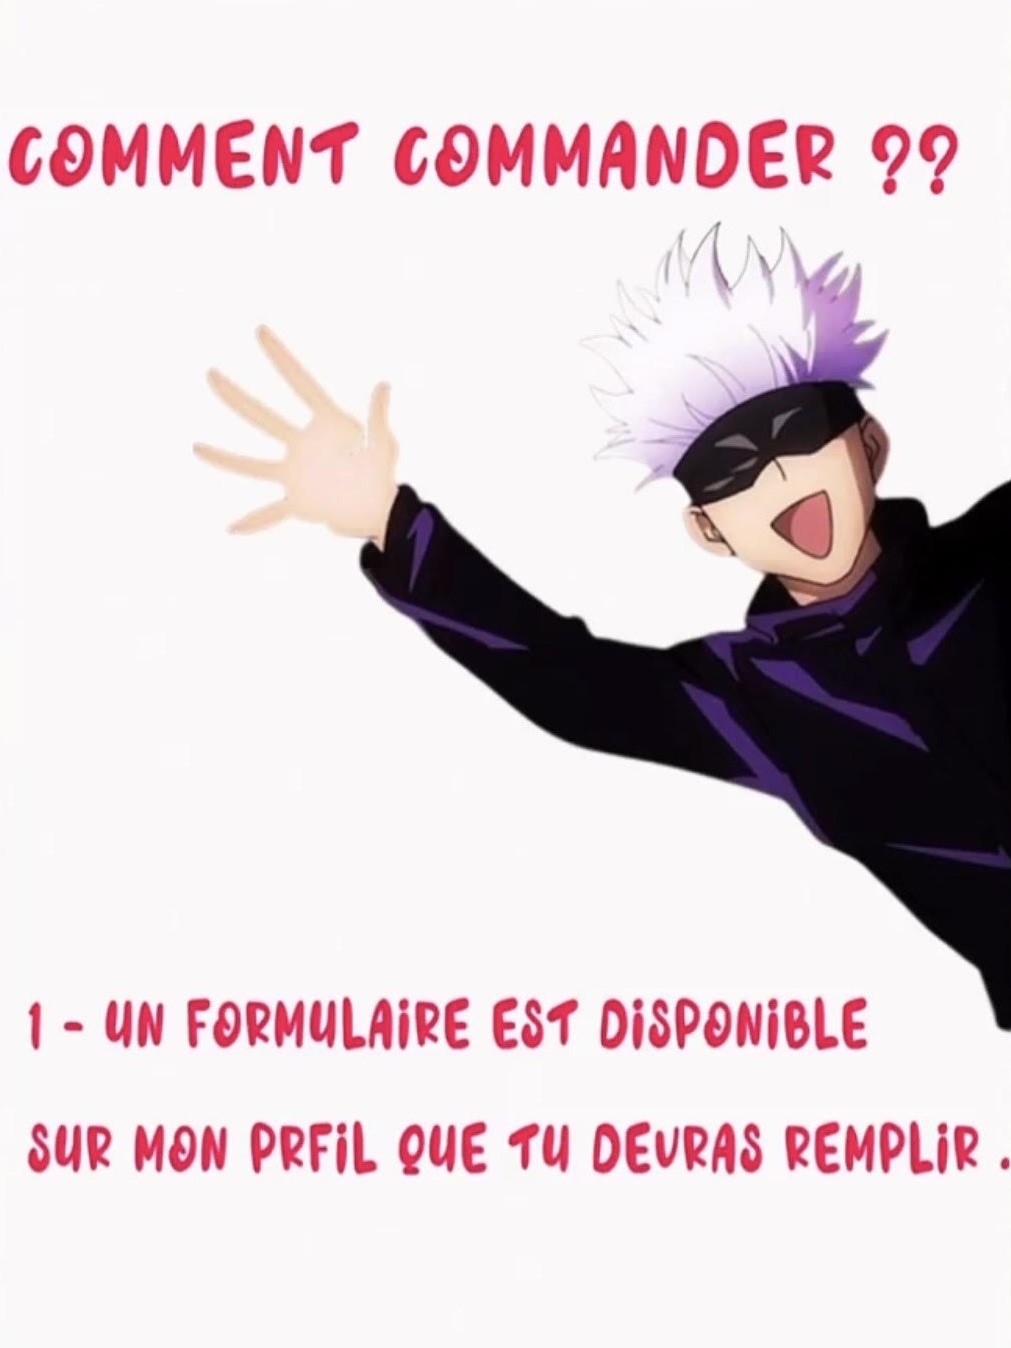 COMMENT COMMANDER ??
1 - UN FORMULAiRE EST DiSPONiBLE
SUR MON PRFiL QUE TU DEVRAS REMPLiR .